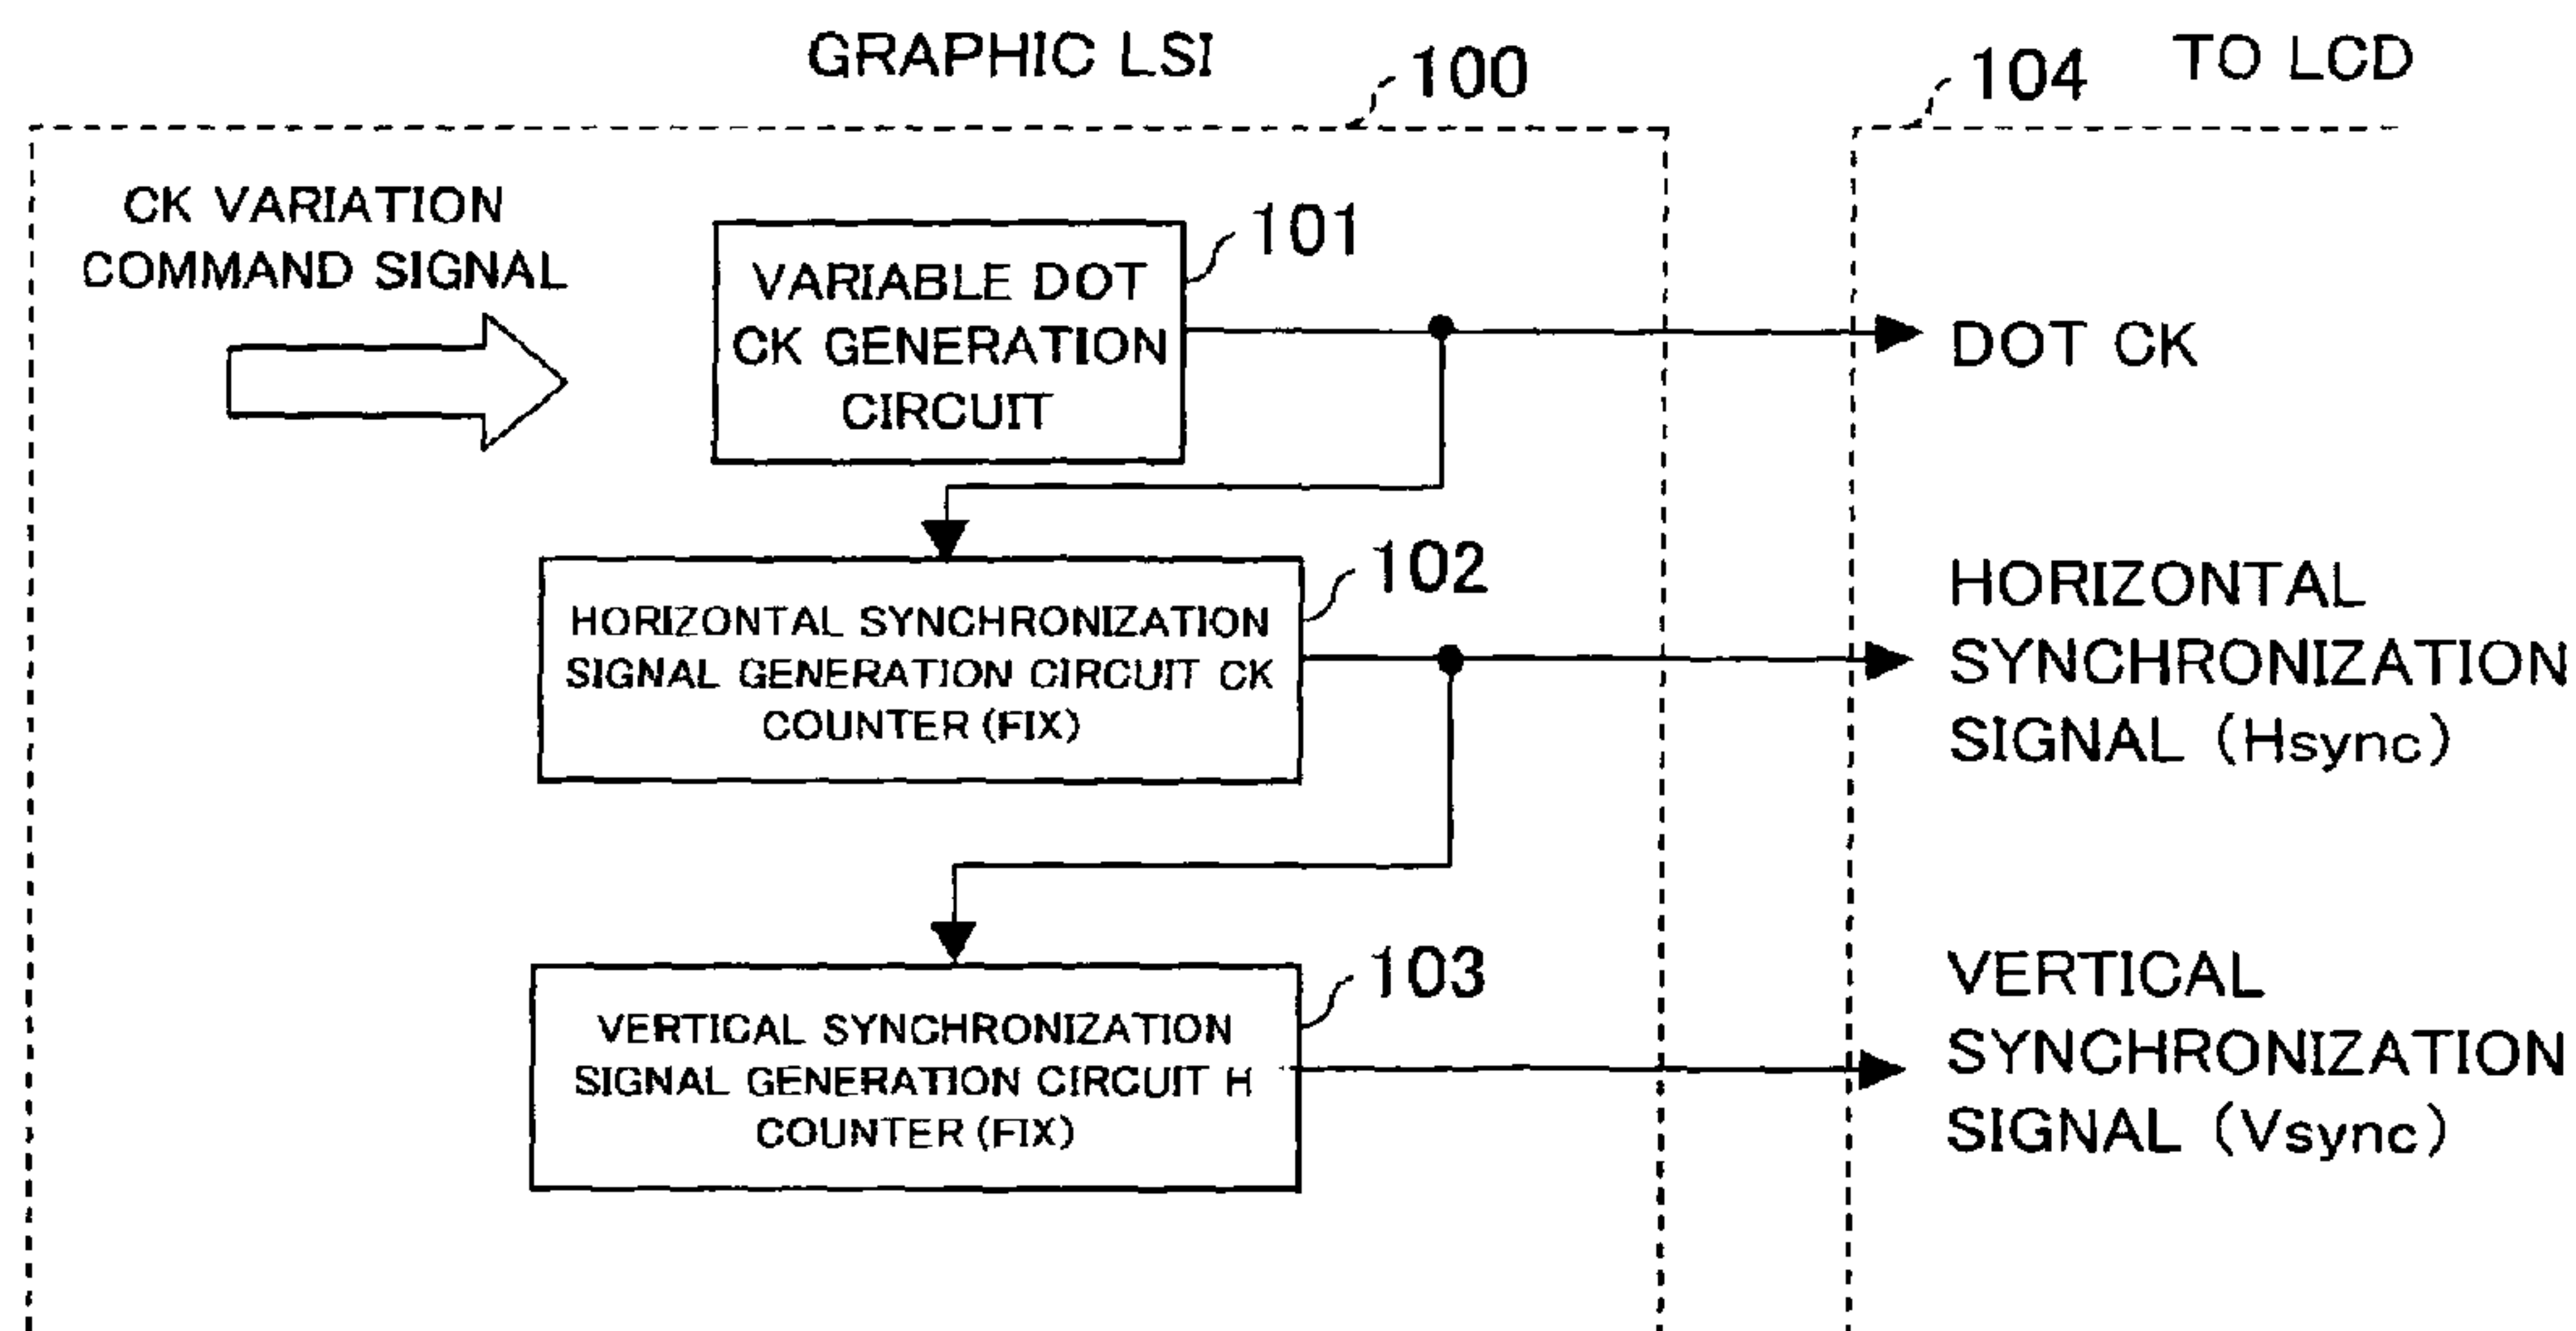 GRAPHIC LSI
100
104
TO LCD
CK VARIATION
COMMAND SIGNAL
101
VARIABLE DOT
CK GENERATION
CIRCUIT
DOT CK
102
HORIZONTAL SYNCHRONIZATION
SIGNAL GENERATION CIRCUIT CK
COUNTER (FIX)
HORIZONTAL
SYNCHRONIZATION
SIGNAL (Hsync)
103
VERTICAL SYNCHRONIZATION
SIGNAL GENERATION CIRCUIT H
COUNTER (FIX)
VERTICAL
SYNCHRONIZATION
SIGNAL (Vsync)